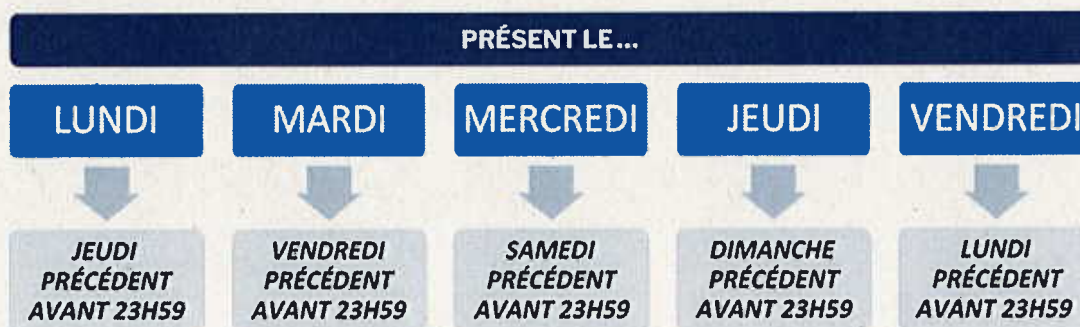 PRÉSENT LE...
LUNDI
MARDI
MERCREDI
JEUDI
VENDREDI
JEUDI
PRÉCÉDENT
AVANT 23H59
VENDREDI
PRÉCÉDENT
AVANT 23H59
SAMEDI
PRÉCÉDENT
AVANT 23H59
DIMANCHE
PRÉCÉDENT
AVANT 23H59
LUNDI
PRÉCÉDENT
AVANT 23H59